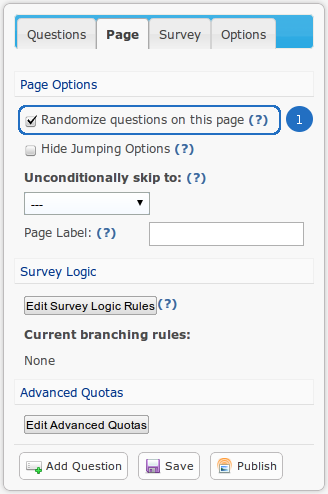 Questions Page Survey Options
Page Options
Randomize questions on this page (?) 1
Hide Jumping Options (?)
Unconditionally skip to: (?)
---
Page Label: (?)
Survey Logic
Edit Survey Logic Rules (?)
Current branching rules:
None
Advanced Quotas
Edit Advanced Quotas
Add Question Save Publish